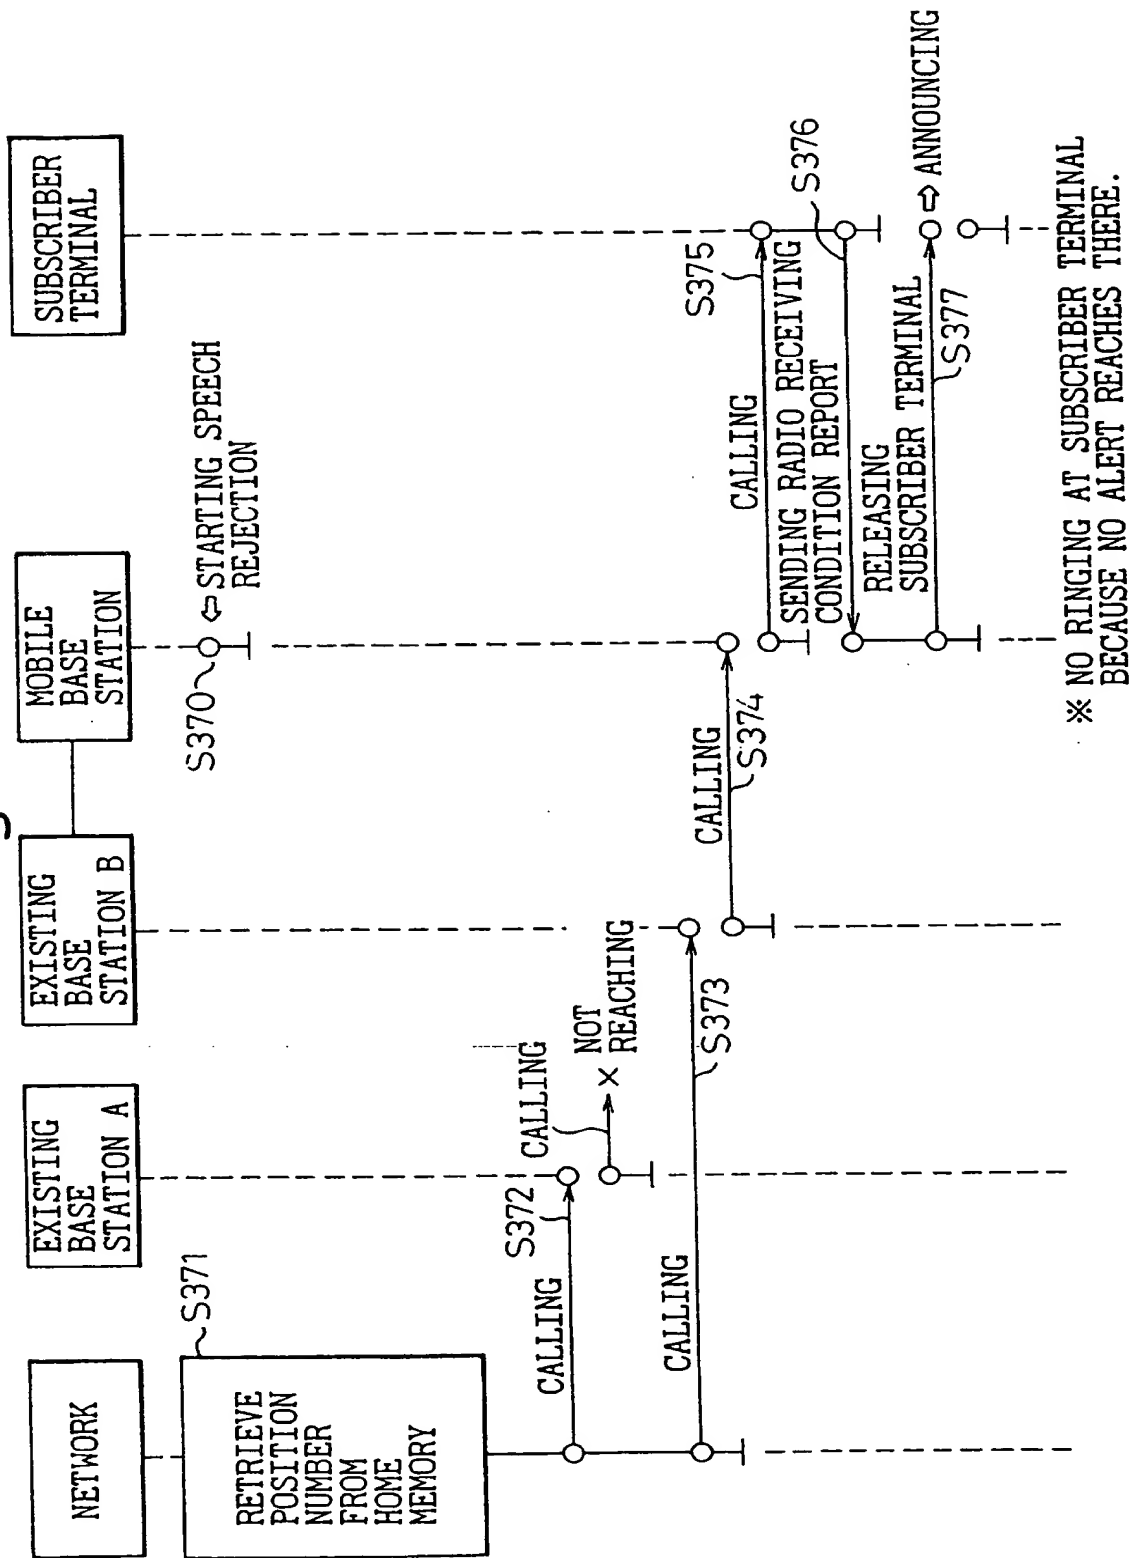 NETWORK
EXISTING
BASE
STATION A
EXISTING
BASE
STATION B
MOBILE
BASE
STATION
SUBSCRIBER
TERMINAL
S370
⇦ STARTING SPEECH
REJECTION
S371
RETRIEVE
POSITION
NUMBER
FROM
HOME
MEMORY
CALLING
S372
CALLING
× NOT
REACHING
CALLING
S373
CALLING
S374
CALLING
S375
SENDING RADIO RECEIVING
CONDITION REPORT
S376
RELEASING
SUBSCRIBER TERMINAL
S377
⇨ ANNOUNCING
※ NO RINGING AT SUBSCRIBER TERMINAL
BECAUSE NO ALERT REACHES THERE.